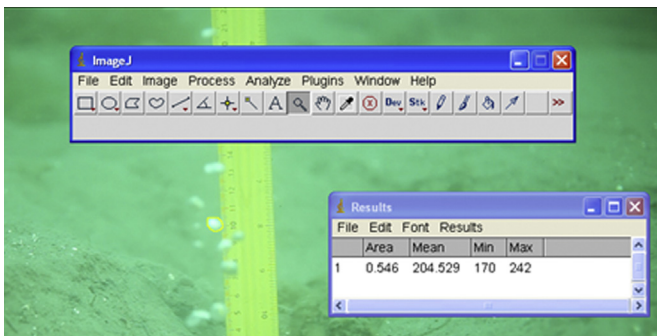 ImageJ
File Edit Image Process Analyze Plugins Window Help
A Dev Stk >>
Results
File Edit Font Results
Area Mean Min Max
1 0.546 204.529 170 242